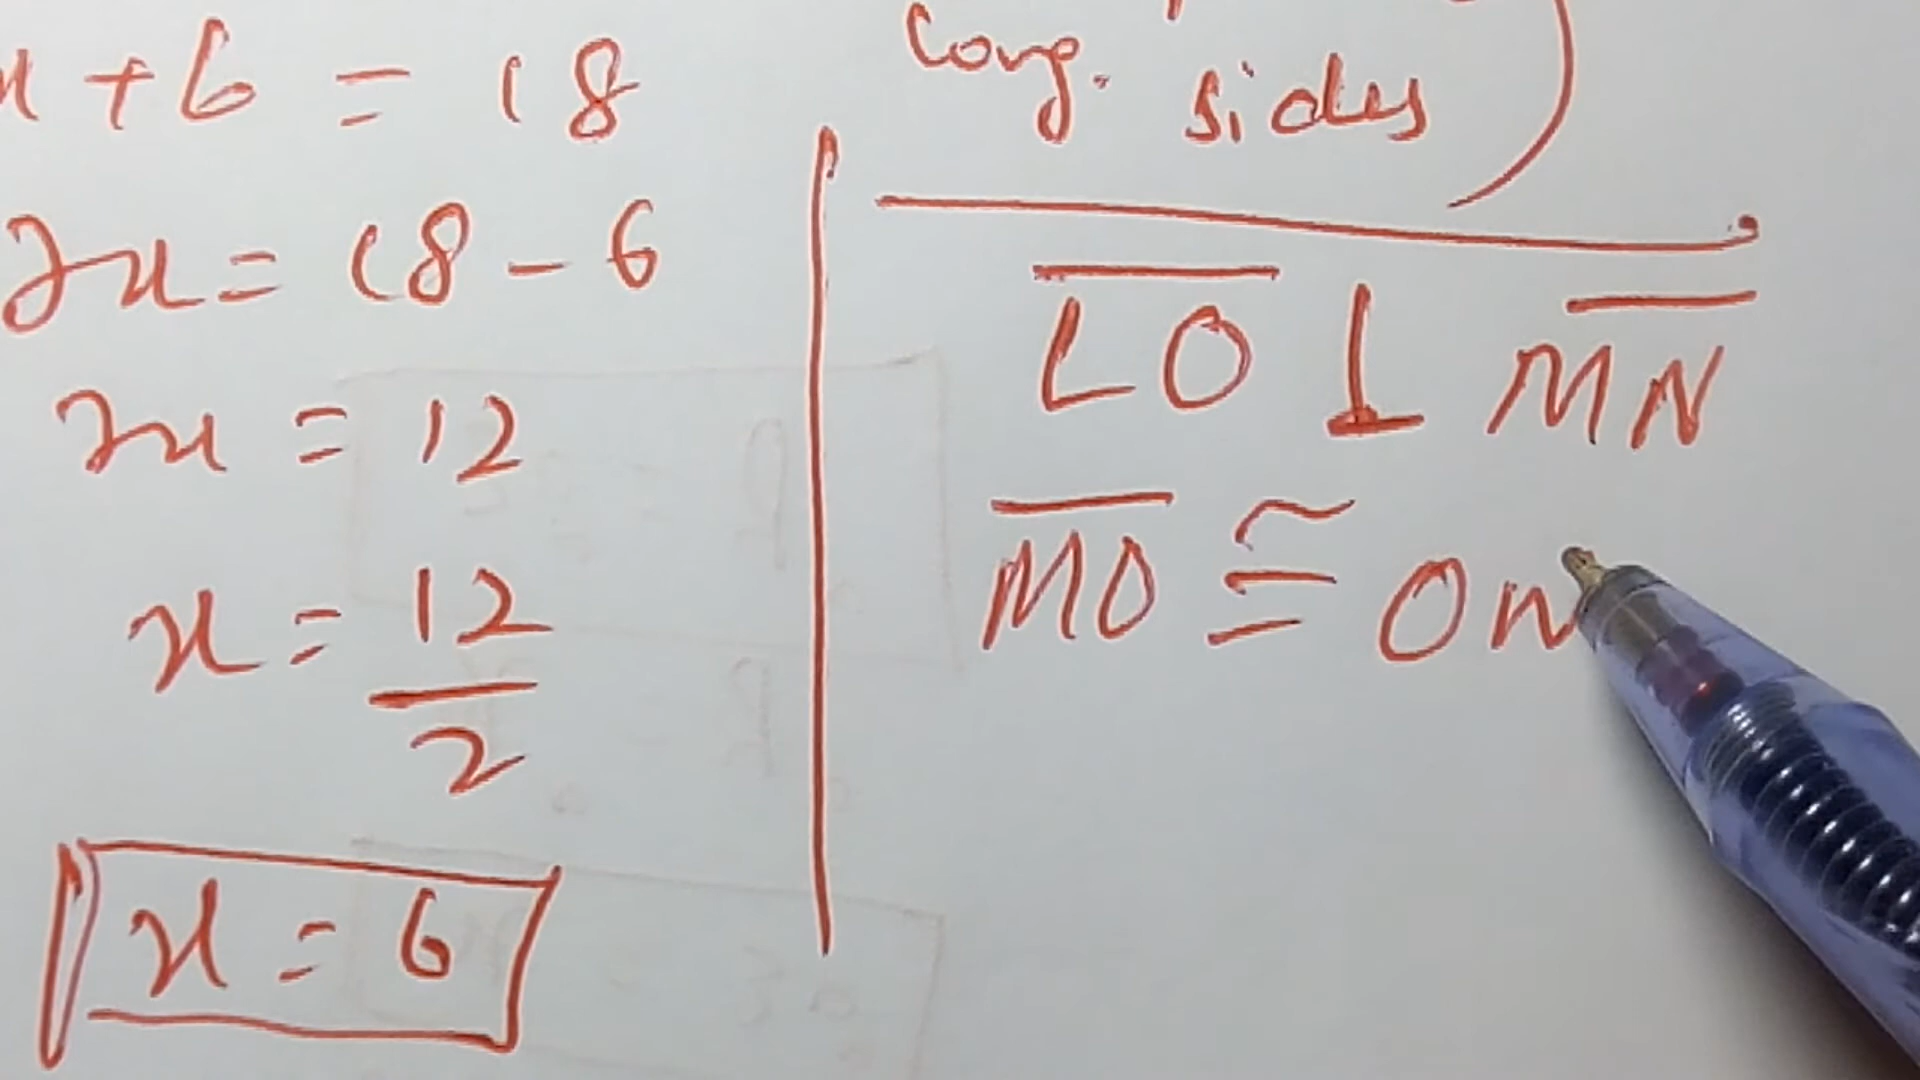 x + 6 = 18
2x = 18 - 6
2x = 12
x = 12
2
x = 6
Cong. sides)
LO ⊥ MN
MO ≅ ON